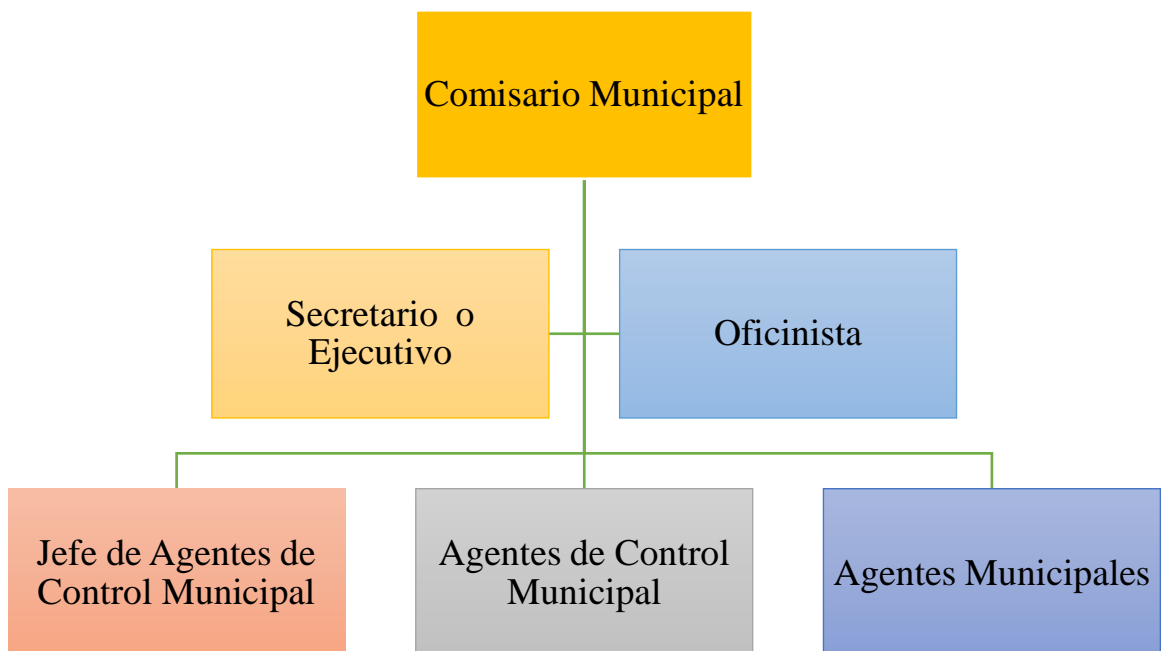 Comisario Municipal
Secretario  o
Ejecutivo
Oficinista
Jefe de Agentes de
Control Municipal
Agentes de Control
Municipal
Agentes Municipales